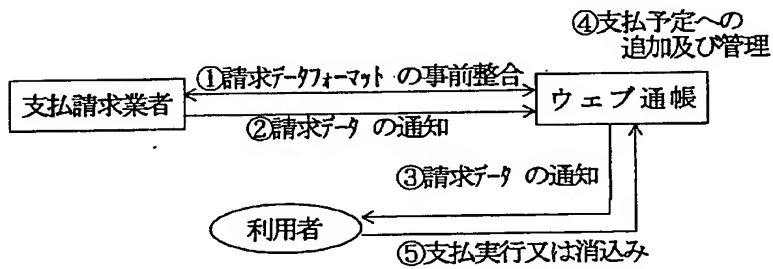 ④支払予定への
追加及び管理
①請求データフォーマット の事前整合
支払請求業者
ウェブ通帳
②請求データ の通知
③請求データ の通知
利用者
⑤支払実行又は消込み